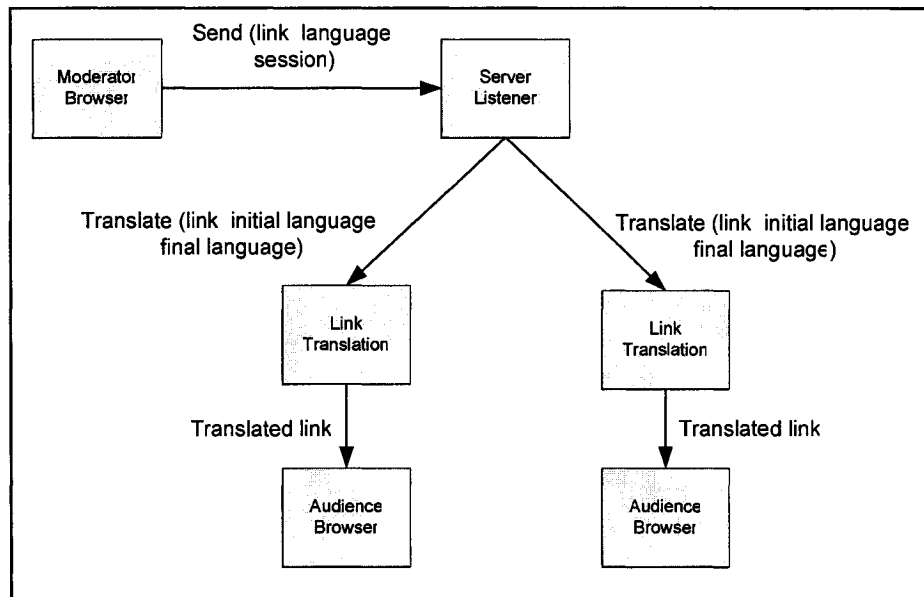 Send (link language
session)
Moderator
Browser
Server
Listener
Translate (link initial language
final language)
Translate (link initial language
final language)
Link
Translation
Link
Translation
Translated link
Translated link
Audience
Browser
Audience
Browser